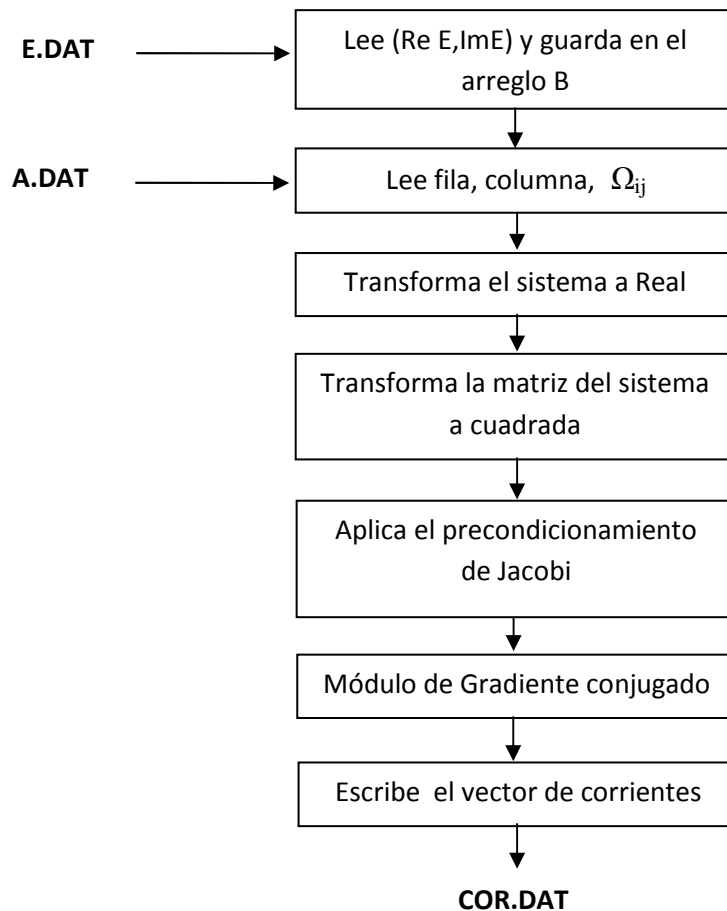 E.DAT
Lee (Re E,ImE) y guarda en el
arreglo B
A.DAT
Lee fila, columna, Ωij
Transforma el sistema a Real
Transforma la matriz del sistema
a cuadrada
Aplica el precondicionamiento
de Jacobi
Módulo de Gradiente conjugado
Escribe el vector de corrientes
COR.DAT